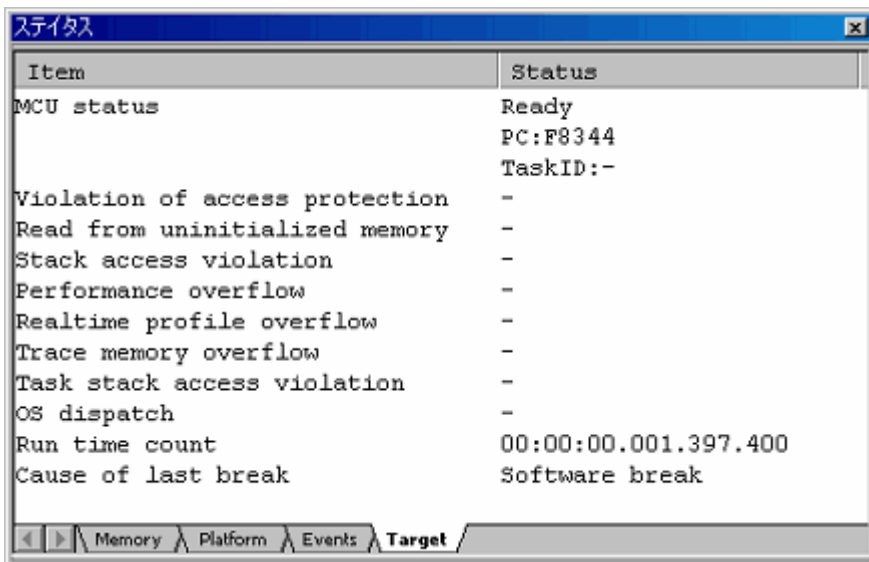 ステイタス
Item Status
MCU status Ready
PC:F8344
TaskID:-
Violation of access protection -
Read from uninitialized memory -
Stack access violation -
Performance overflow -
Realtime profile overflow -
Trace memory overflow -
Task stack access violation -
OS dispatch -
Run time count 00:00:00.001.397.400
Cause of last break Software break
Memory Platform Events Target